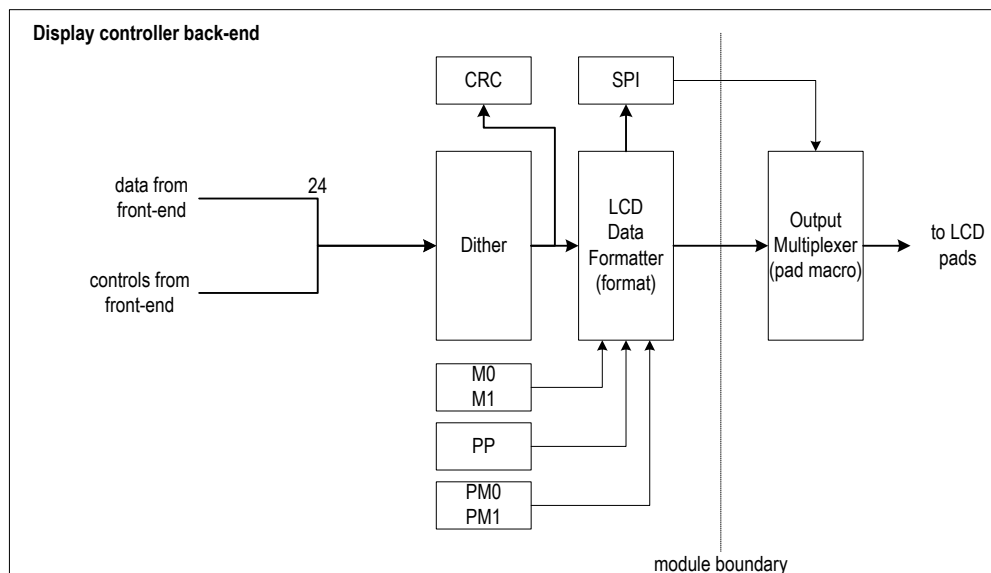 Display controller back-end
CRC
SPI
data from
front-end
24
controls from
front-end
Dither
LCD
Data
Formatter
(format)
Output
Multiplexer
(pad macro)
to LCD
pads
M0
M1
PP
PM0
PM1
module boundary